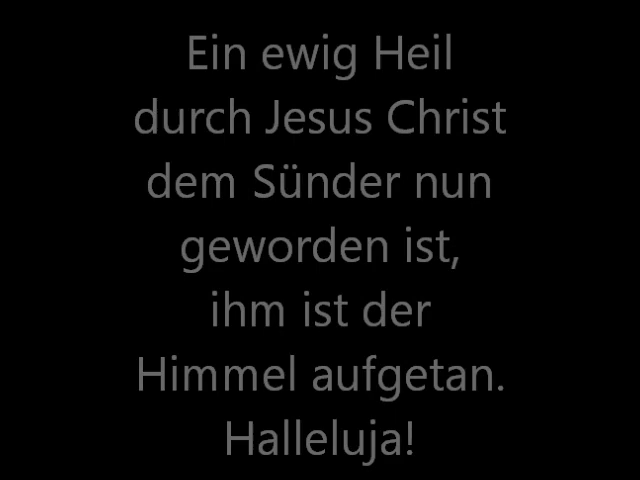 Ein ewig Heil
durch Jesus Christ
dem Sünder nun
geworden ist,
ihm ist der
Himmel aufgetan.
Halleluja!